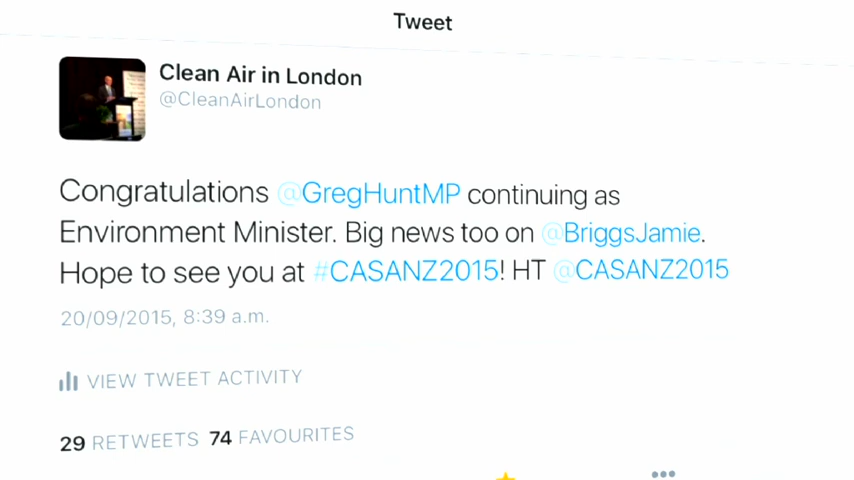 Tweet
Clean Air in London
@CleanAirLondon
Congratulations @GregHuntMP continuing as
Environment Minister. Big news too on @BriggsJamie.
Hope to see you at #CASANZ2015! HT @CASANZ2015
20/09/2015, 8:39 a.m.
VIEW TWEET ACTIVITY
29 RETWEETS 74 FAVOURITES